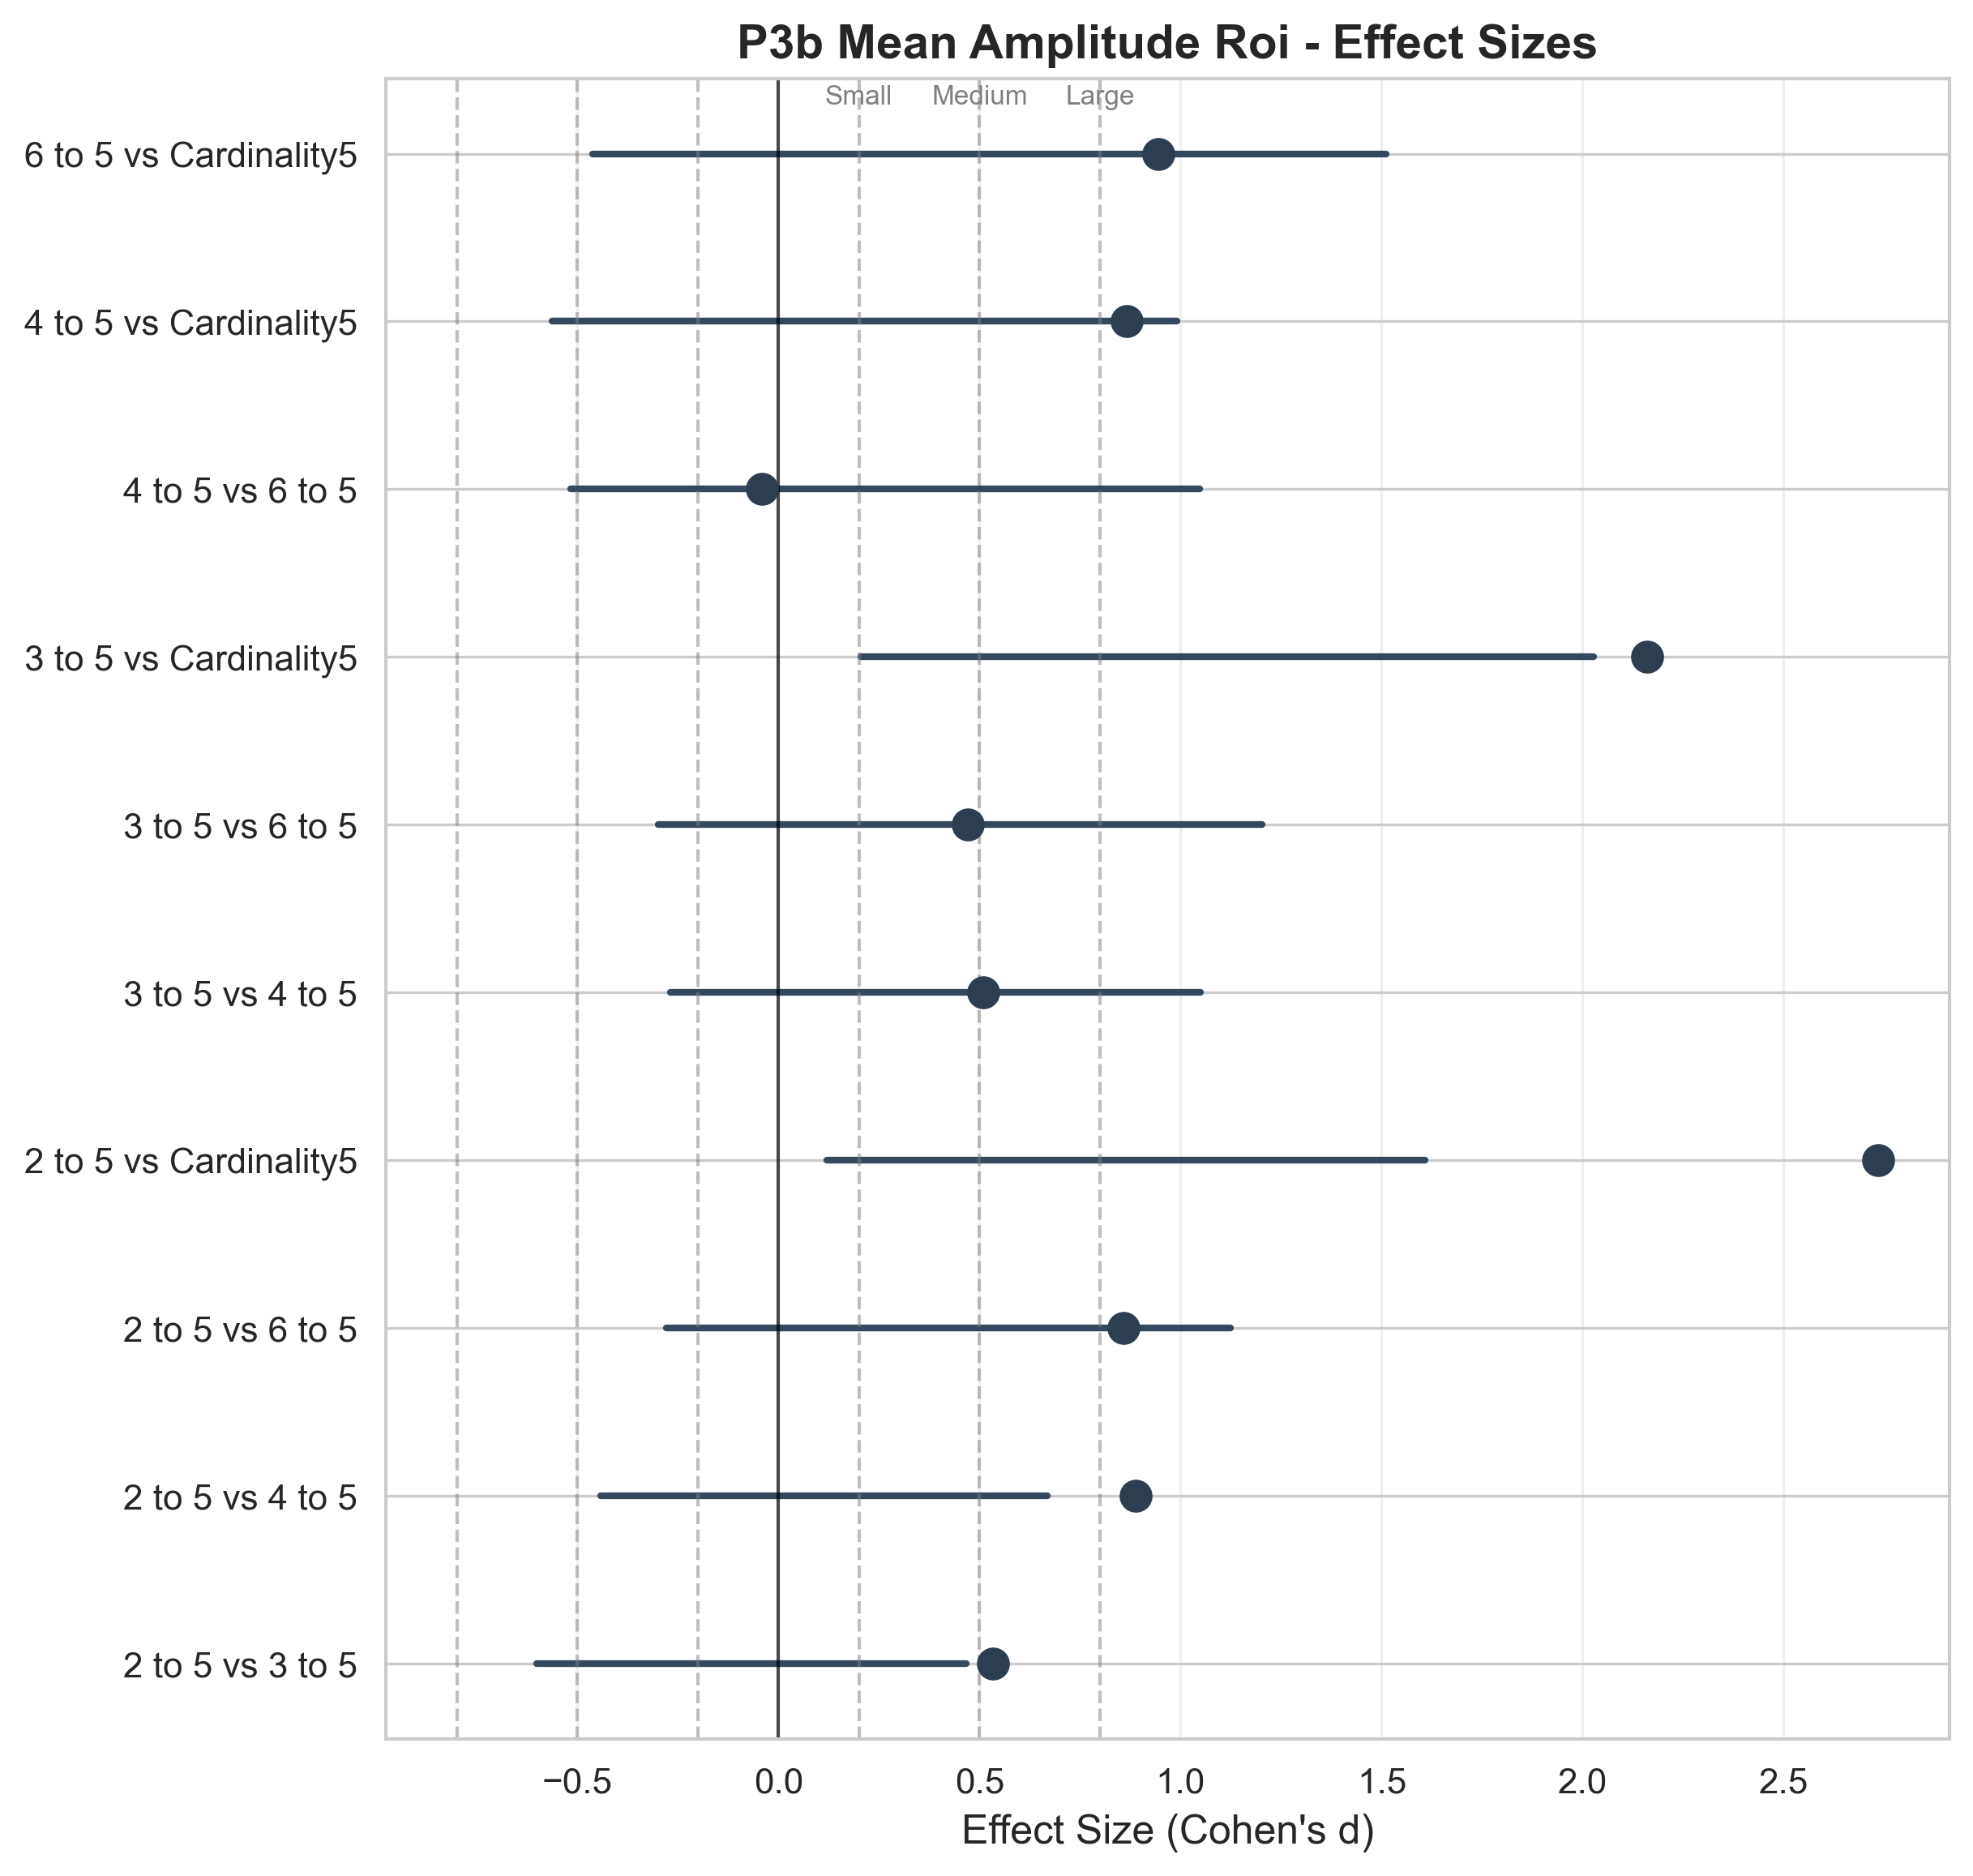 P3b Mean Amplitude Roi - Effect Sizes
Small Medium Large
6 to 5 vs Cardinality5
4 to 5 vs Cardinality5
4 to 5 vs 6 to 5
3 to 5 vs Cardinality5
3 to 5 vs 6 to 5
3 to 5 vs 4 to 5
2 to 5 vs Cardinality5
2 to 5 vs 6 to 5
2 to 5 vs 4 to 5
2 to 5 vs 3 to 5
−0.5 0.0 0.5 1.0 1.5 2.0 2.5
Effect Size (Cohen's d)